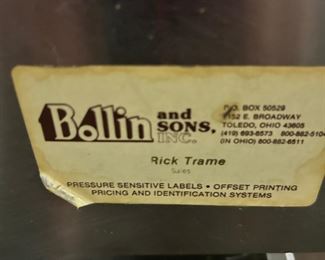 Bollin and SONS, INC.
P.O. BOX 50529
E. BROADWAY
TOLEDO, OHIO 43605
(419) 693-6573 800-882-5104
(IN OHIO) 800-882-6511
Rick Trame
Sales
PRESSURE SENSITIVE LABELS • OFFSET PRINTING
PRICING AND IDENTIFICATION SYSTEMS